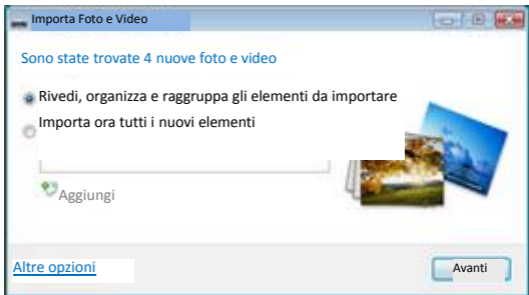 Importa Foto e Video
Sono state trovate 4 nuove foto e video
Rivedi, organizza e raggruppa gli elementi da importare
Importa ora tutti i nuovi elementi
Aggiungi
Altre opzioni
Avanti